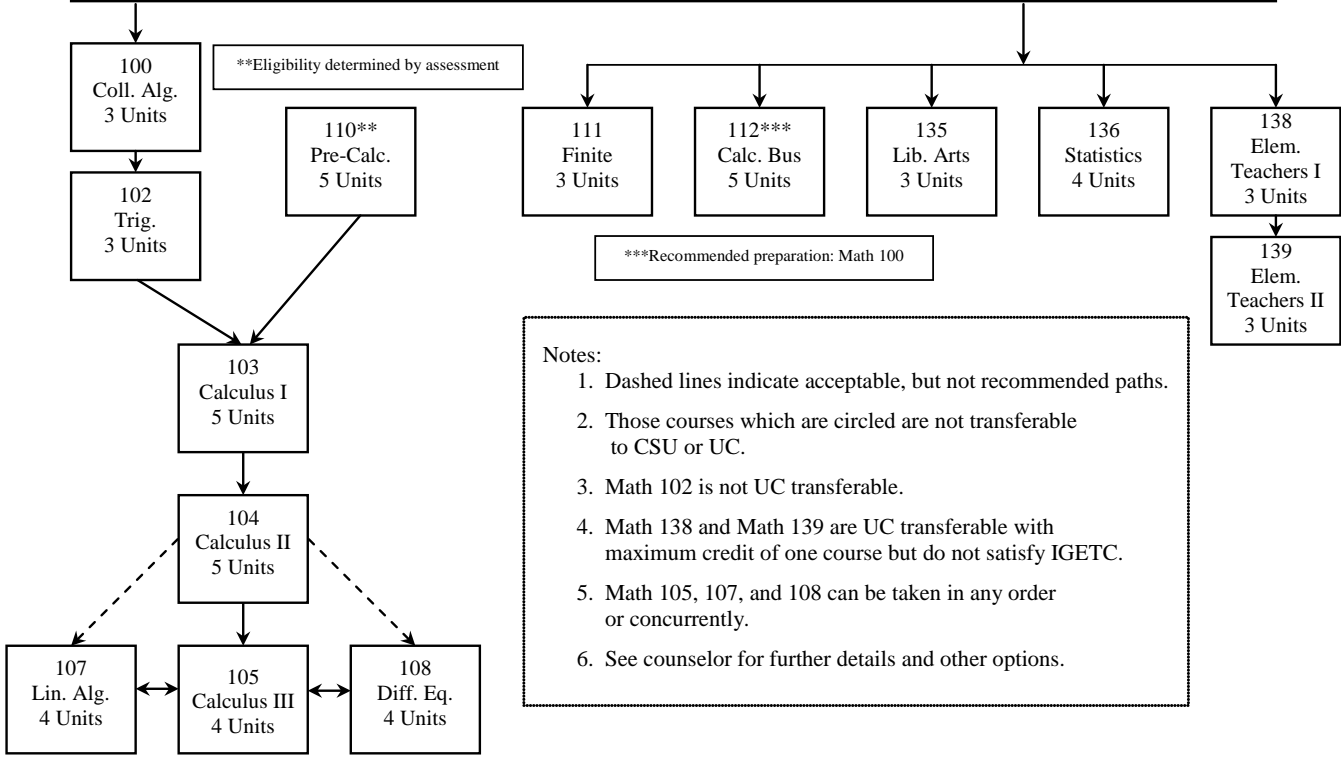 100
Coll. Alg.
3 Units
**Eligibility determined by assessment
110**
Pre-Calc.
5 Units
111
Finite
3 Units
112***
Calc. Bus
5 Units
135
Lib. Arts
3 Units
136
Statistics
4 Units
138
Elem.
Teachers I
3 Units
102
Trig.
3 Units
***Recommended preparation: Math 100
139
Elem.
Teachers II
3 Units
103
Calculus I
5 Units
104
Calculus II
5 Units
107
Lin. Alg.
4 Units
105
Calculus III
4 Units
108
Diff. Eq.
4 Units
Notes:
1. Dashed lines indicate acceptable, but not recommended paths.
2. Those courses which are circled are not transferable
to CSU or UC.
3. Math 102 is not UC transferable.
4. Math 138 and Math 139 are UC transferable with
maximum credit of one course but do not satisfy IGETC.
5. Math 105, 107, and 108 can be taken in any order
or concurrently.
6. See counselor for further details and other options.